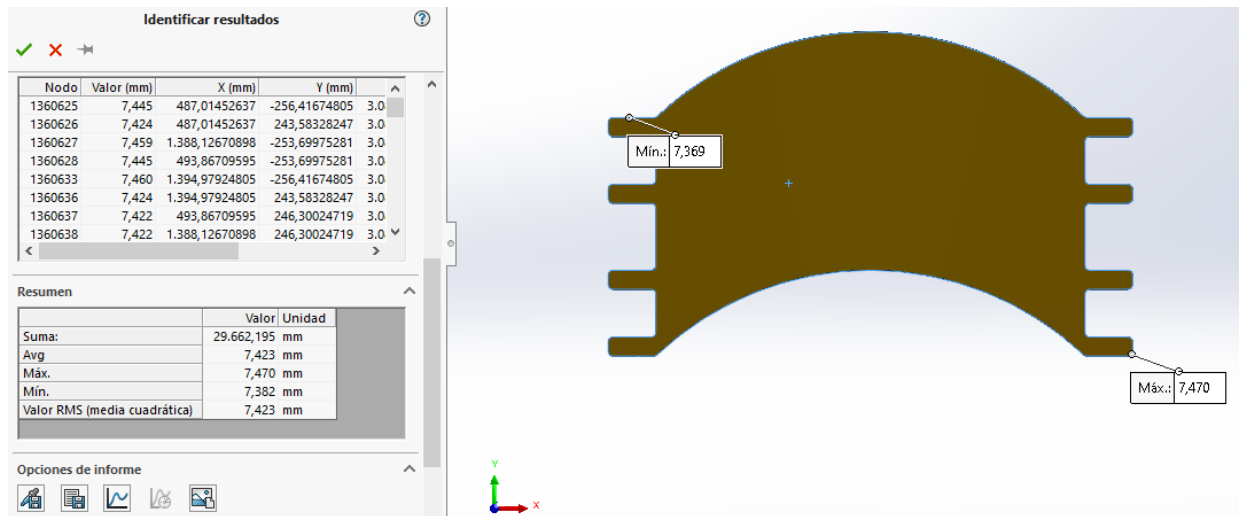 Identificar resultados
Nodo Valor (mm) X (mm) Y (mm)
1360625 7,445 487,01452637 -256,41674805 3.0
1360626 7,424 487,01452637 243,58328247 3.0
1360627 7,459 1.388,12670898 -253,69975281 3.0
1360628 7,445 493,86709595 -253,69975281 3.0
1360633 7,460 1.394,97924805 -256,41674805 3.0
1360636 7,424 1.394,97924805 243,58328247 3.0
1360637 7,422 493,86709595 246,30024719 3.0
1360638 7,422 1.388,12670898 246,30024719 3.0
Resumen
Valor Unidad
Suma: 29.662,195 mm
Avg 7,423 mm
Máx. 7,470 mm
Mín. 7,382 mm
Valor RMS (media cuadrática) 7,423 mm
Opciones de informe
Mín.: 7,369
Máx.: 7,470
Y
X